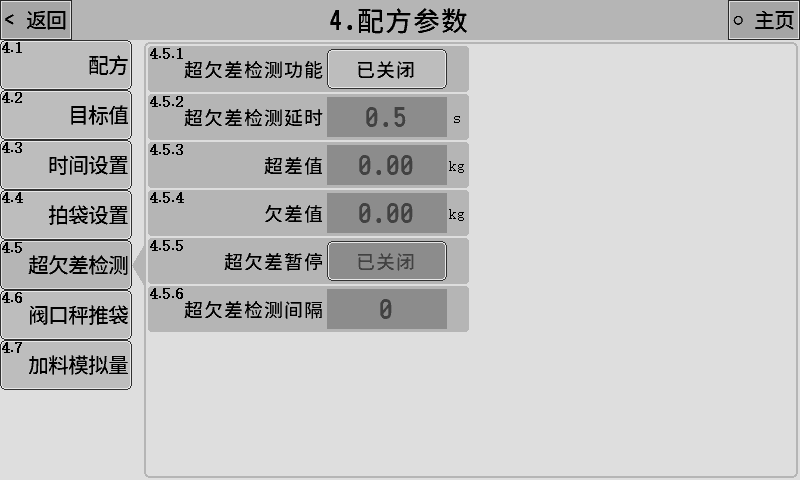 < 返回
4.配方参数
○ 主页
4.1
配方
4.2
目标值
4.3
时间设置
4.4
拍袋设置
4.5
超欠差检测
4.6
阀口秤推袋
4.7
加料模拟量
4.5.1
超欠差检测功能 已关闭
4.5.2
超欠差检测延时 0.5 s
4.5.3
超差值 0.00 kg
4.5.4
欠差值 0.00 kg
4.5.5
超欠差暂停 已关闭
4.5.6
超欠差检测间隔 0